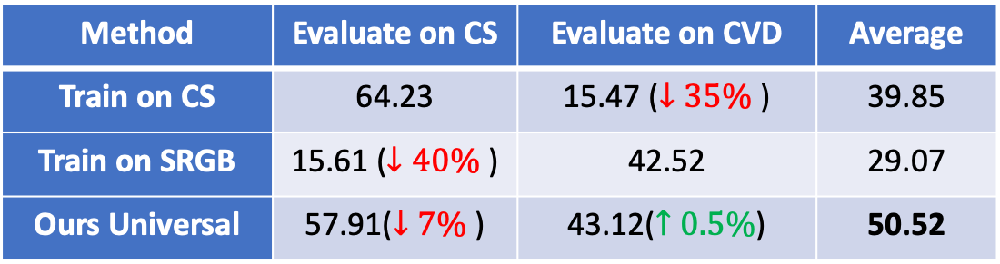 Method Evaluate on CS Evaluate on CVD Average
Train on CS 64.23 15.47 (↓ 35% ) 39.85
Train on SRGB 15.61 (↓ 40% ) 42.52 29.07
Ours Universal 57.91(↓ 7% ) 43.12(↑ 0.5%) 50.52